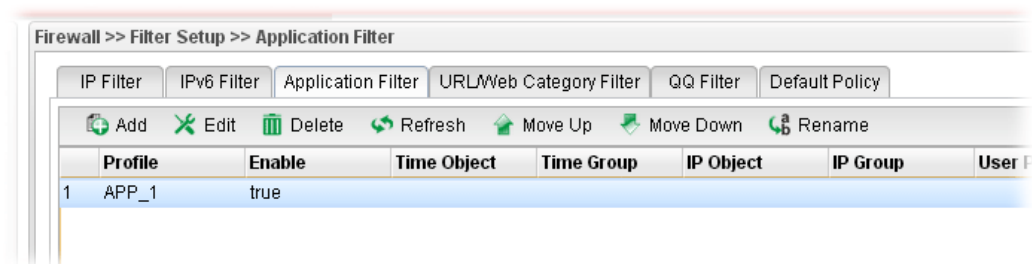 Firewall >> Filter Setup >> Application Filter
IP Filter IPv6 Filter Application Filter URL/Web Category Filter QQ Filter Default Policy
Add Edit Delete Refresh Move Up Move Down Rename
Profile Enable Time Object Time Group IP Object IP Group User
1 APP_1 true